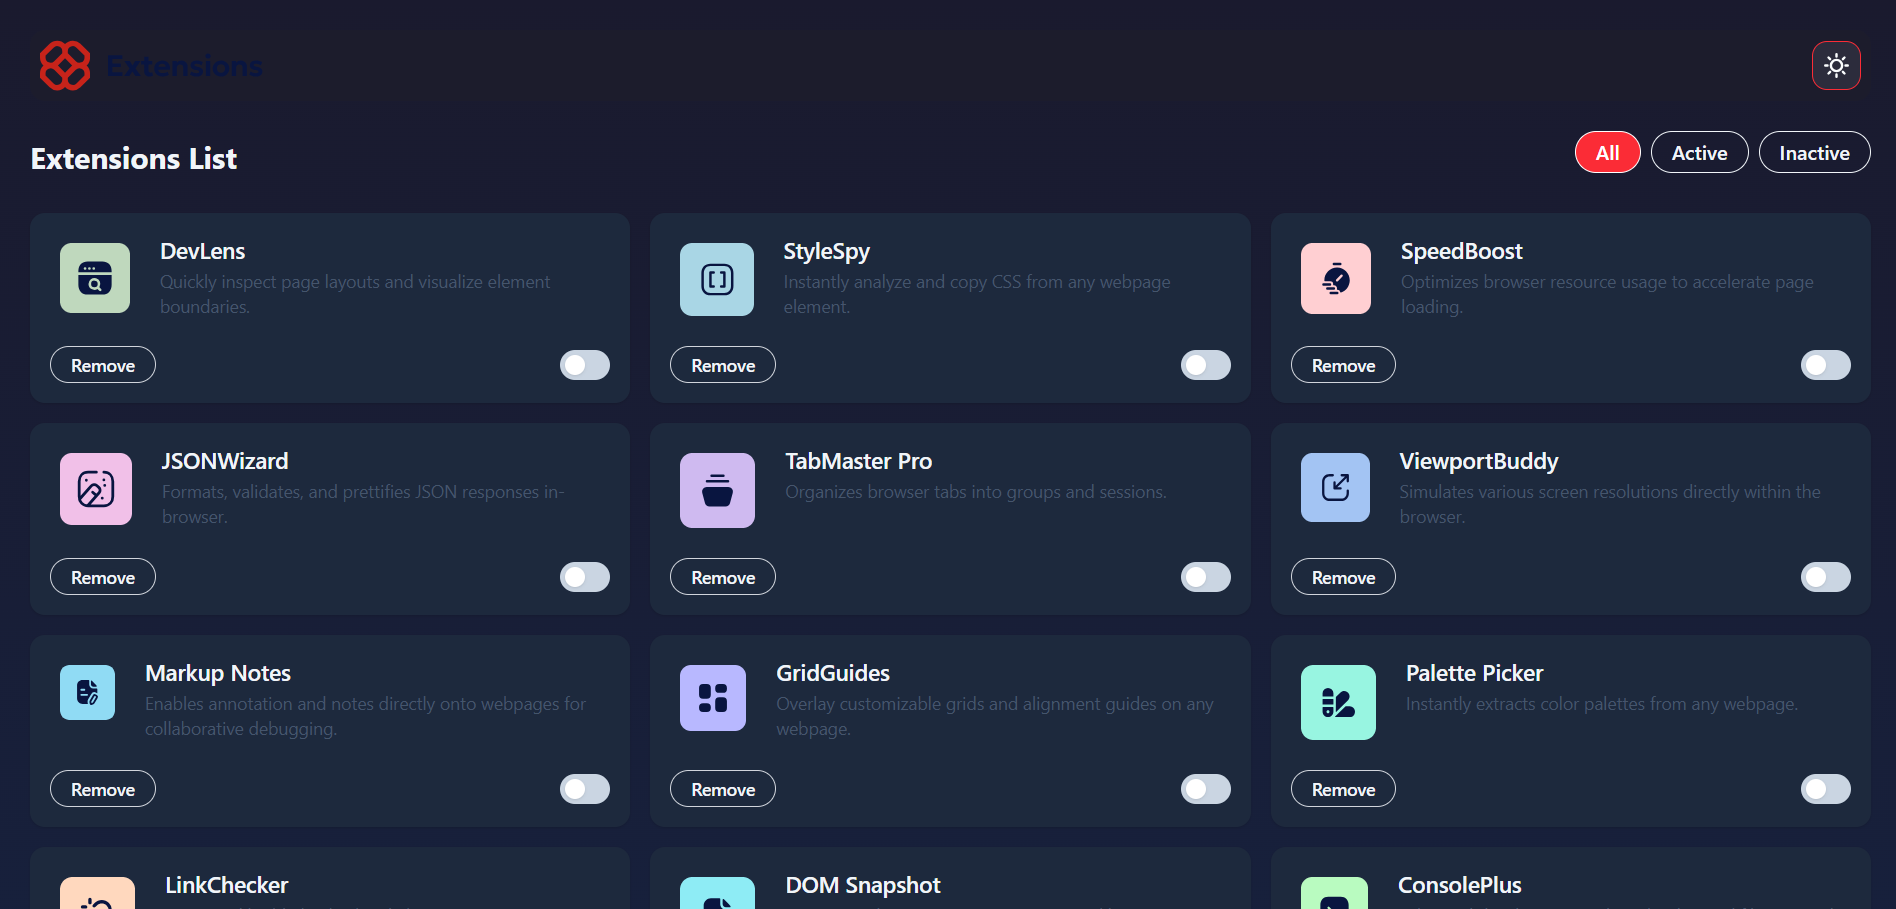 Extensions
Extensions List
All
Active
Inactive
DevLens
Quickly inspect page layouts and visualize element
boundaries.
Remove
StyleSpy
Instantly analyze and copy CSS from any webpage
element.
Remove
SpeedBoost
Optimizes browser resource usage to accelerate page
loading.
Remove
JSONWizard
Formats, validates, and prettifies JSON responses in-
browser.
Remove
TabMaster Pro
Organizes browser tabs into groups and sessions.
Remove
ViewportBuddy
Simulates various screen resolutions directly within the
browser.
Remove
Markup Notes
Enables annotation and notes directly onto webpages for
collaborative debugging.
Remove
GridGuides
Overlay customizable grids and alignment guides on any
webpage.
Remove
Palette Picker
Instantly extracts color palettes from any webpage.
Remove
LinkChecker
DOM Snapshot
ConsolePlus